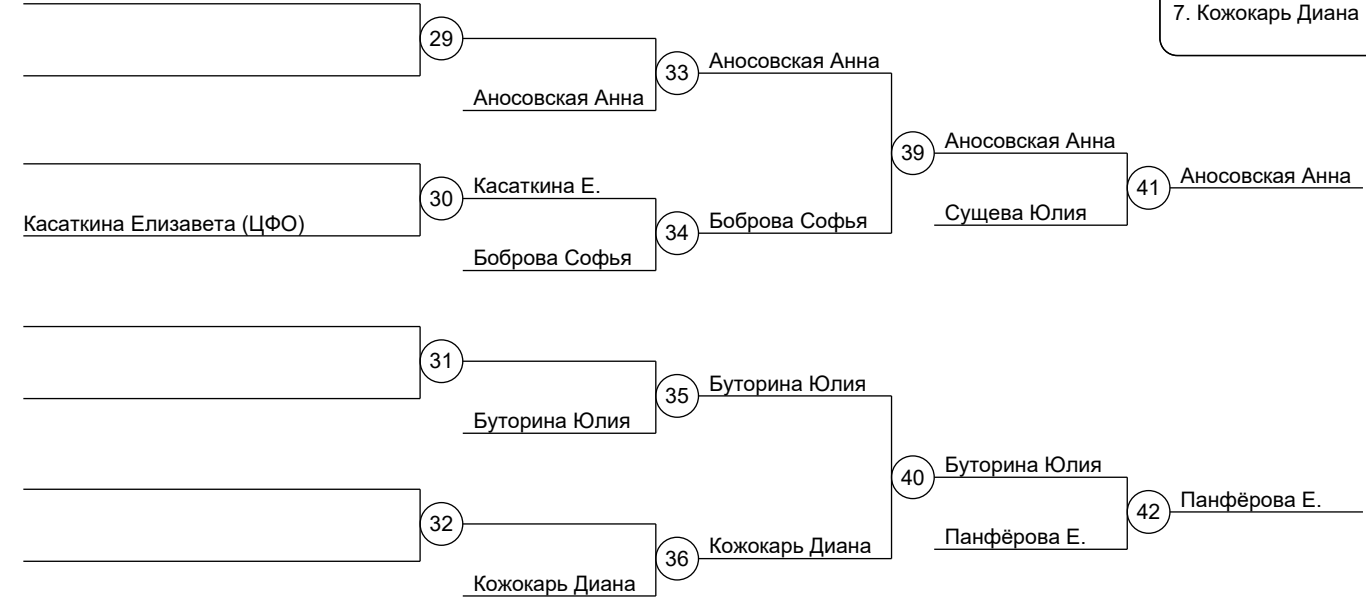 7. Кожокарь Диана
29
Аносовская Анна
33
Аносовская Анна
39
Аносовская Анна
41
Аносовская Анна
Касаткина Елизавета (ЦФО)
30
Касаткина Е.
34
Боброва Софья
Сущева Юлия
Боброва Софья
31
35
Буторина Юлия
Буторина Юлия
40
Буторина Юлия
42
Панфёрова Е.
32
36
Кожокарь Диана
Панфёрова Е.
Кожокарь Диана